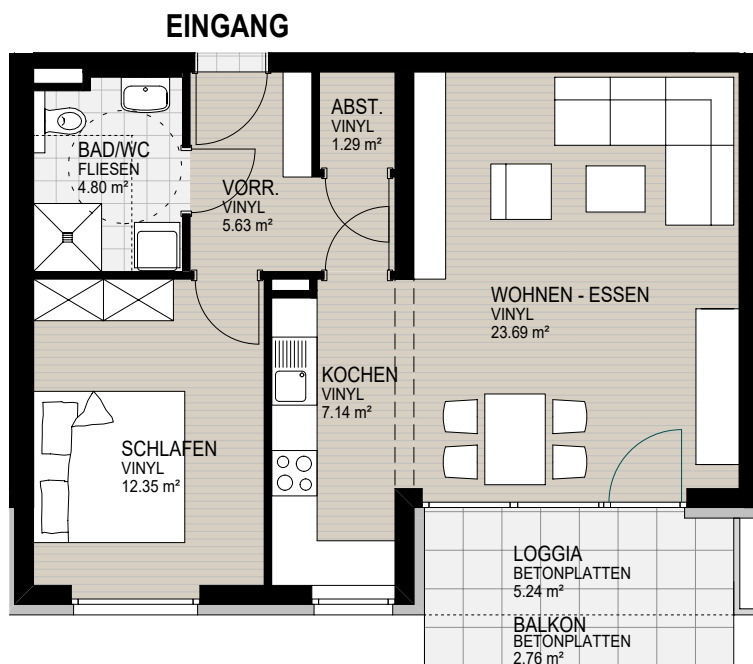 EINGANG
ABST.
VINYL
1.29 m²
BAD/WC
FLIESEN
4.80 m²
VORR.
VINYL
5.63 m²
WOHNEN - ESSEN
VINYL
23.69 m²
KOCHEN
VINYL
7.14 m²
SCHLAFEN
VINYL
12.35 m²
LOGGIA
BETONPLATTEN
5.24 m²
BALKON
BETONPLATTEN
2.76 m²